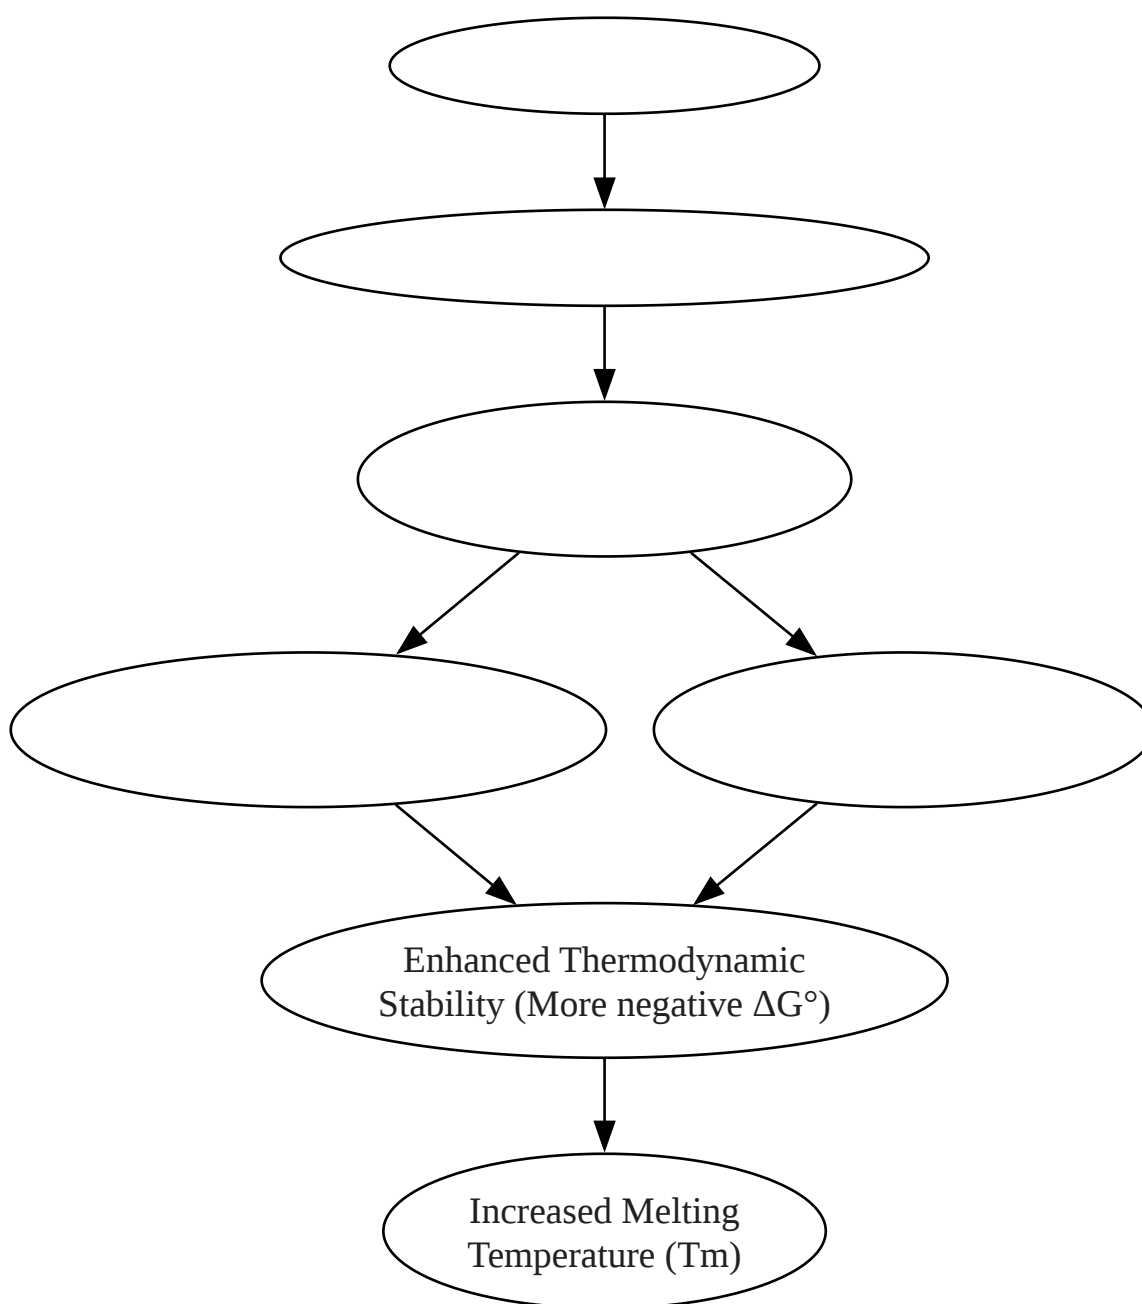 Enhanced Thermodynamic
Stability (More negative ΔG°)
Increased Melting
Temperature (Tm)